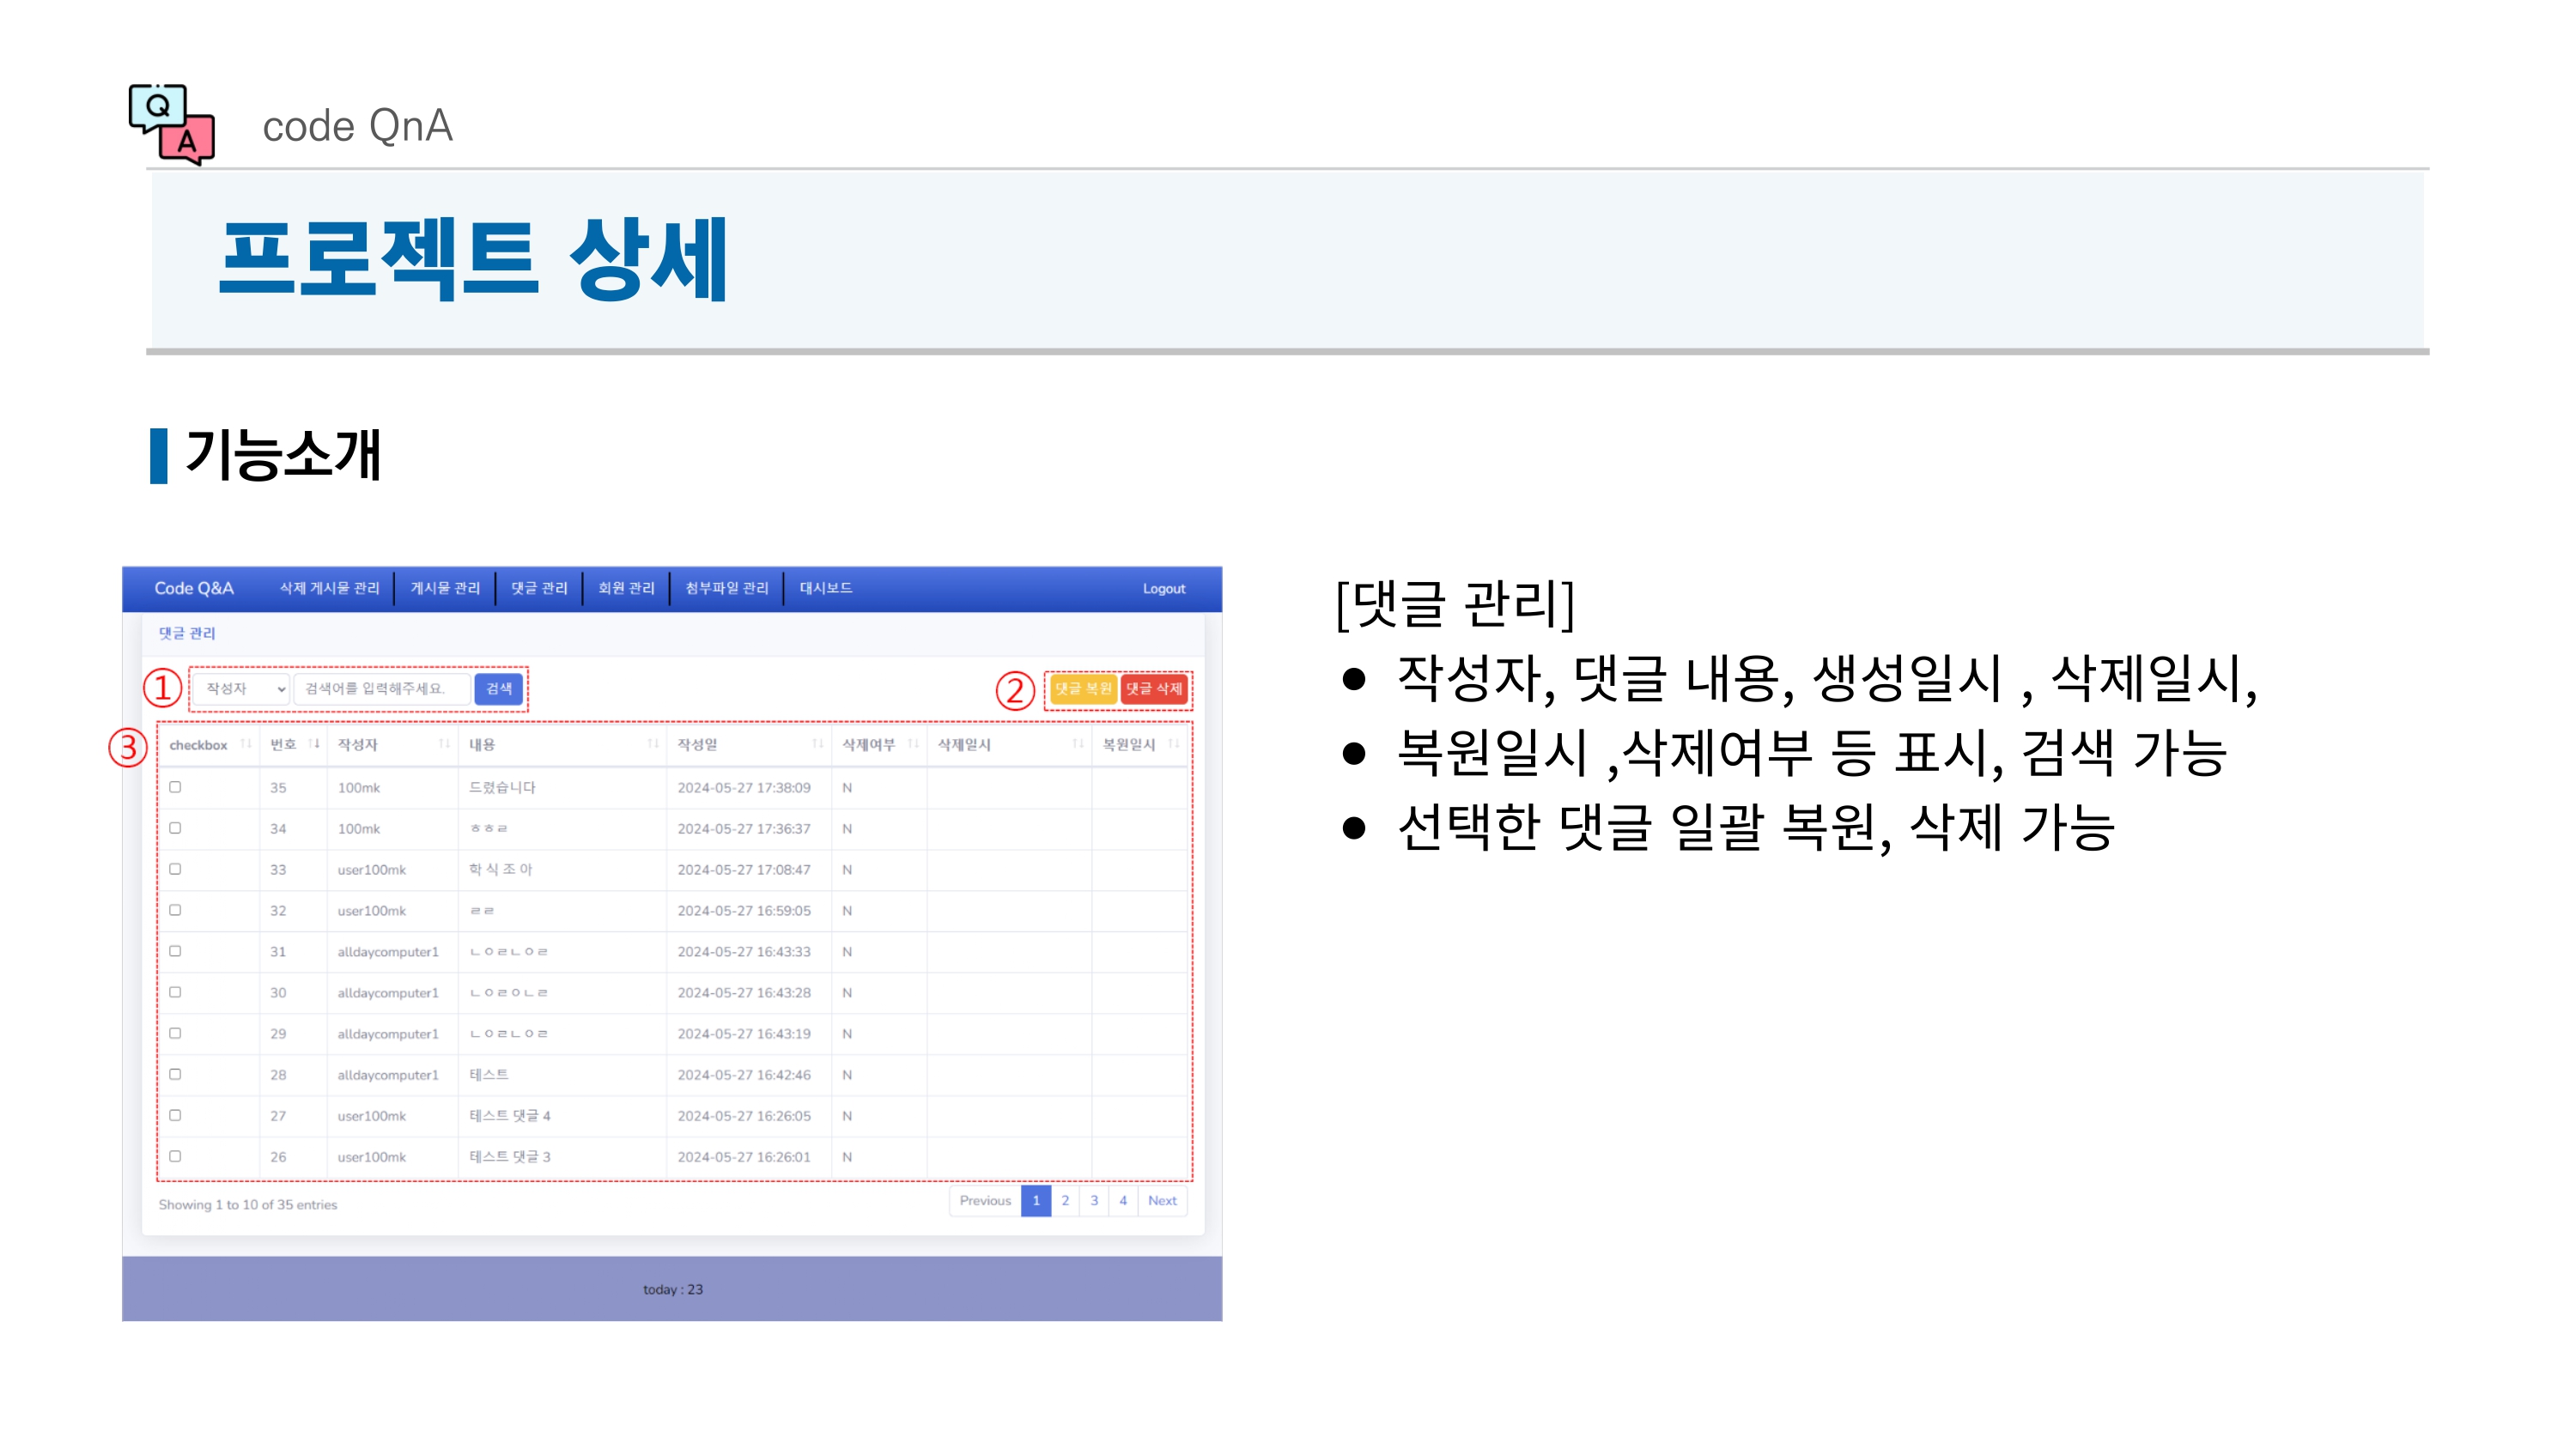 Q
A
code QnA
프로젝트 상세
기능소개
Code Q&A 삭제 게시물 관리 게시물 관리 댓글 관리 회원 관리 첨부파일 관리 대시보드 Logout
댓글 관리
① 작성자 검색어를 입력해주세요. 검색 ② 댓글 복원 댓글 삭제
③ checkbox 번호 작성자 내용 작성일 삭제여부 삭제일시 복원일시
35 100mk 드렸습니다 2024-05-27 17:38:09 N
34 100mk ㅎㅎㄹ 2024-05-27 17:36:37 N
33 user100mk 학 식 조 아 2024-05-27 17:08:47 N
32 user100mk ㄹㄹ 2024-05-27 16:59:05 N
31 alldaycomputer1 ㄴㅇㄹㄴㅇㄹ 2024-05-27 16:43:33 N
30 alldaycomputer1 ㄴㅇㄹㅇㄴㄹ 2024-05-27 16:43:28 N
29 alldaycomputer1 ㄴㅇㄹㄴㅇㄹ 2024-05-27 16:43:19 N
28 alldaycomputer1 테스트 2024-05-27 16:42:46 N
27 user100mk 테스트 댓글 4 2024-05-27 16:26:05 N
26 user100mk 테스트 댓글 3 2024-05-27 16:26:01 N
Showing 1 to 10 of 35 entries Previous 1 2 3 4 Next
today : 23
[댓글 관리]
● 작성자, 댓글 내용, 생성일시 , 삭제일시,
● 복원일시 ,삭제여부 등 표시, 검색 가능
● 선택한 댓글 일괄 복원, 삭제 가능